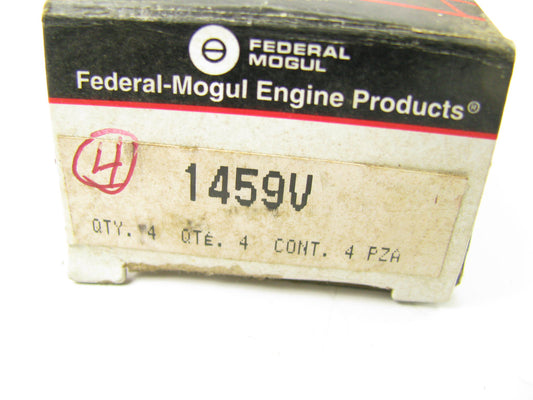 FEDERAL
MOGUL
Federal-Mogul Engine Products®
4
1459V
QTY. 4 QTÉ. 4 CONT. 4 PZA